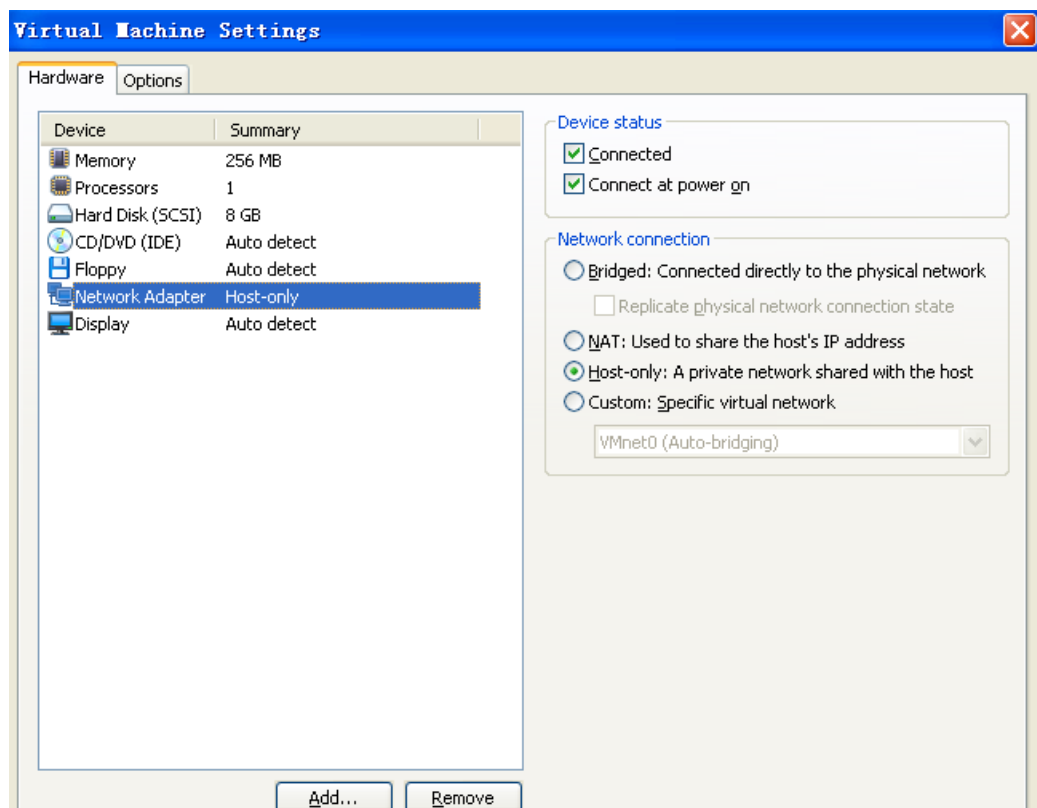 Virtual Machine Settings
Hardware
Options
Device Summary
Memory 256 MB
Processors 1
Hard Disk (SCSI) 8 GB
CD/DVD (IDE) Auto detect
Floppy Auto detect
Network Adapter Host-only
Display Auto detect
Add...
Remove
Device status
Connected
Connect at power on
Network connection
Bridged: Connected directly to the physical network
Replicate physical network connection state
NAT: Used to share the host's IP address
Host-only: A private network shared with the host
Custom: Specific virtual network
VMnet0 (Auto-bridging)